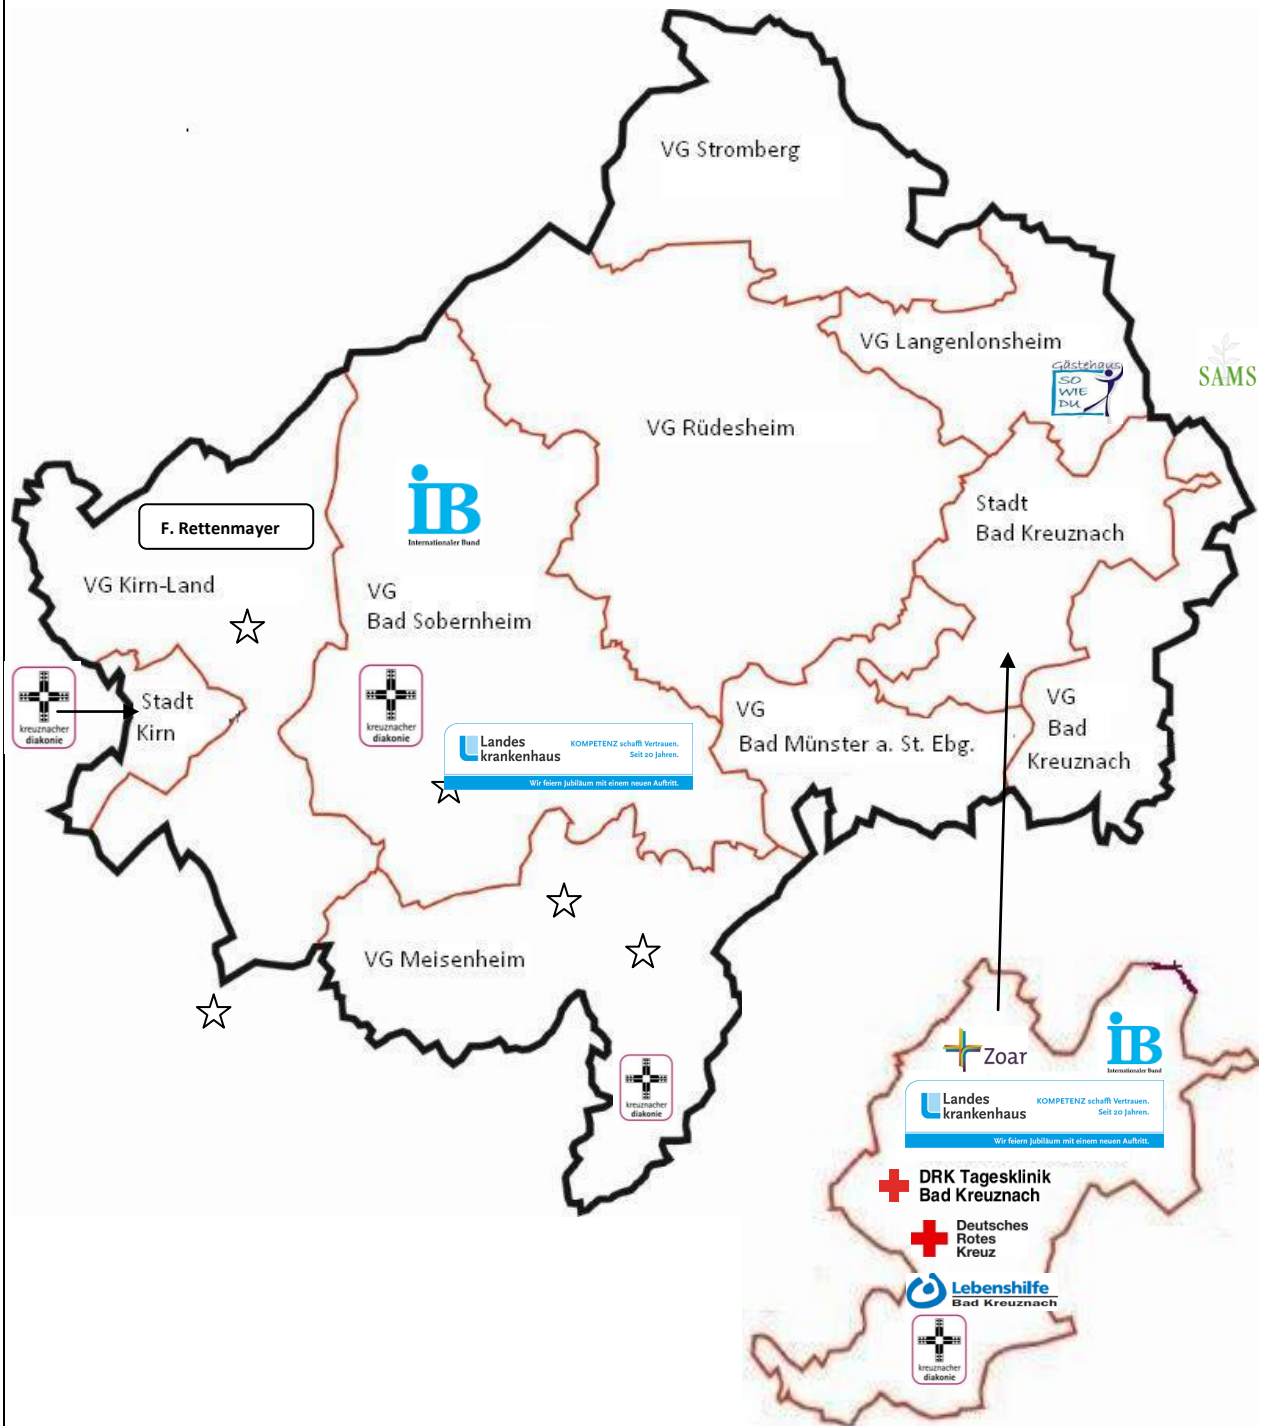 VG Stromberg
VG Langenlonsheim
Gästehaus
SO
WIE
DU
SAMS
VG Rüdesheim
iB
Internationaler Bund
Stadt
Bad Kreuznach
F. Rettenmayer
VG Kirn-Land
VG
Bad Sobernheim
kreuznacher
diakonie
Stadt
Kirn
kreuznacher
diakonie
Landes
krankenhaus
KOMPETENZ schafft Vertrauen.
Seit 20 Jahren.
Wir feiern Jubiläum mit einem neuen Auftritt.
VG
Bad Münster a. St. Ebg.
VG
Bad
Kreuznach
VG Meisenheim
kreuznacher
diakonie
Zoar
iB
Internationaler Bund
Landes
krankenhaus
KOMPETENZ schafft Vertrauen.
Seit 20 Jahren.
Wir feiern Jubiläum mit einem neuen Auftritt.
DRK Tagesklinik
Bad Kreuznach
Deutsches
Rotes
Kreuz
Lebenshilfe
Bad Kreuznach
kreuznacher
diakonie